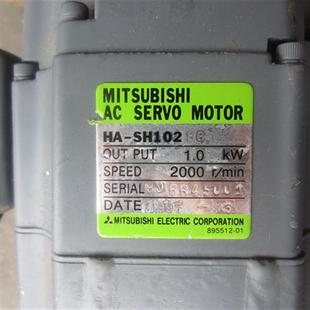 MITSUBISHI
AC SERVO MOTOR
HA-SH102
OUT PUT 1.0 kW
SPEED 2000 r/min
SERIAL
DATE
MITSUBISHI ELECTRIC CORPORATION
895512-01